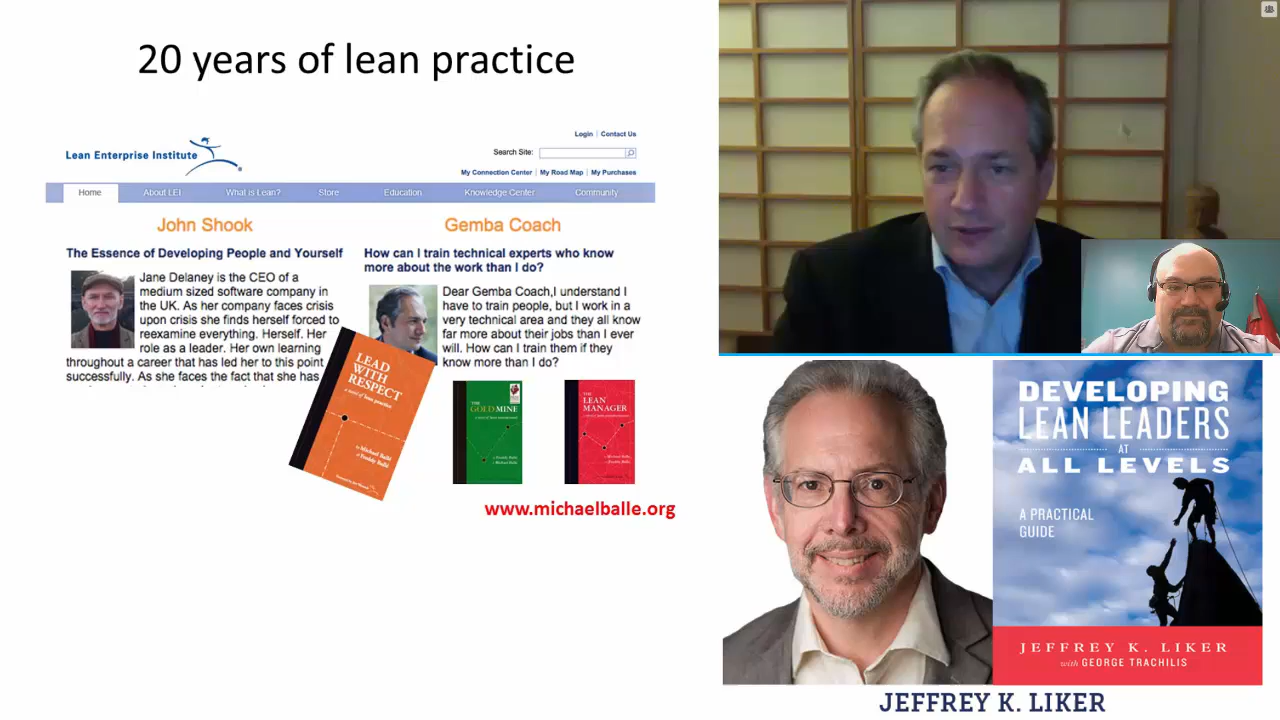 20 years of lean practice
Login | Contact Us
Lean Enterprise Institute
Search Site:
My Connection Center | My Road Map | My Purchases
Home
About LEI
What is Lean?
Store
Education
Knowledge Center
Community
John Shook
The Essence of Developing People and Yourself
Jane Delaney is the CEO of a
medium sized software company in
the UK. As her company faces crisis
upon crisis she finds herself forced to
reexamine everything. Herself. Her
role as a leader. Her own learning
throughout a career that has led her to this point
successfully. As she faces the fact that she has
Gemba Coach
How can I train technical experts who know
more about the work than I do?
Dear Gemba Coach,I understand I
have to train people, but I work in a
very technical area and they all know
far more about their jobs than I ever
will. How can I train them if they
know more than I do?
LEAD
WITH
RESPECT
a novel of lean practice
by Michael Ballé
& Freddy Ballé
THE
GOLD MINE
THE
LEAN
MANAGER
www.michaelballe.org
DEVELOPING
LEAN LEADERS
AT
ALL LEVELS
A PRACTICAL
GUIDE
JEFFREY K. LIKER
with GEORGE TRACHILIS
JEFFREY K. LIKER